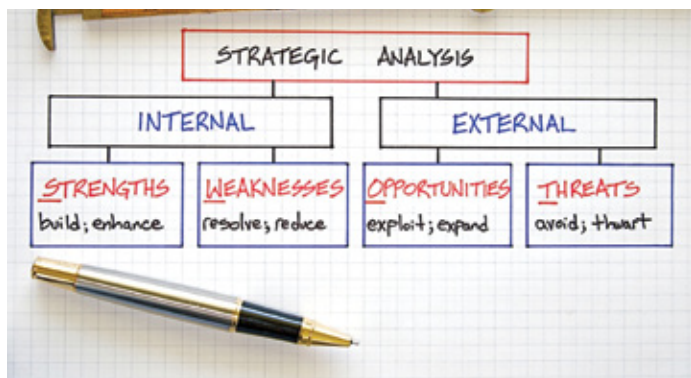 STRATEGIC ANALYSIS
INTERNAL
EXTERNAL
STRENGTHS
build; enhance
WEAKNESSES
resolve; reduce
OPPORTUNITIES
exploit; expand
THREATS
avoid; thwart